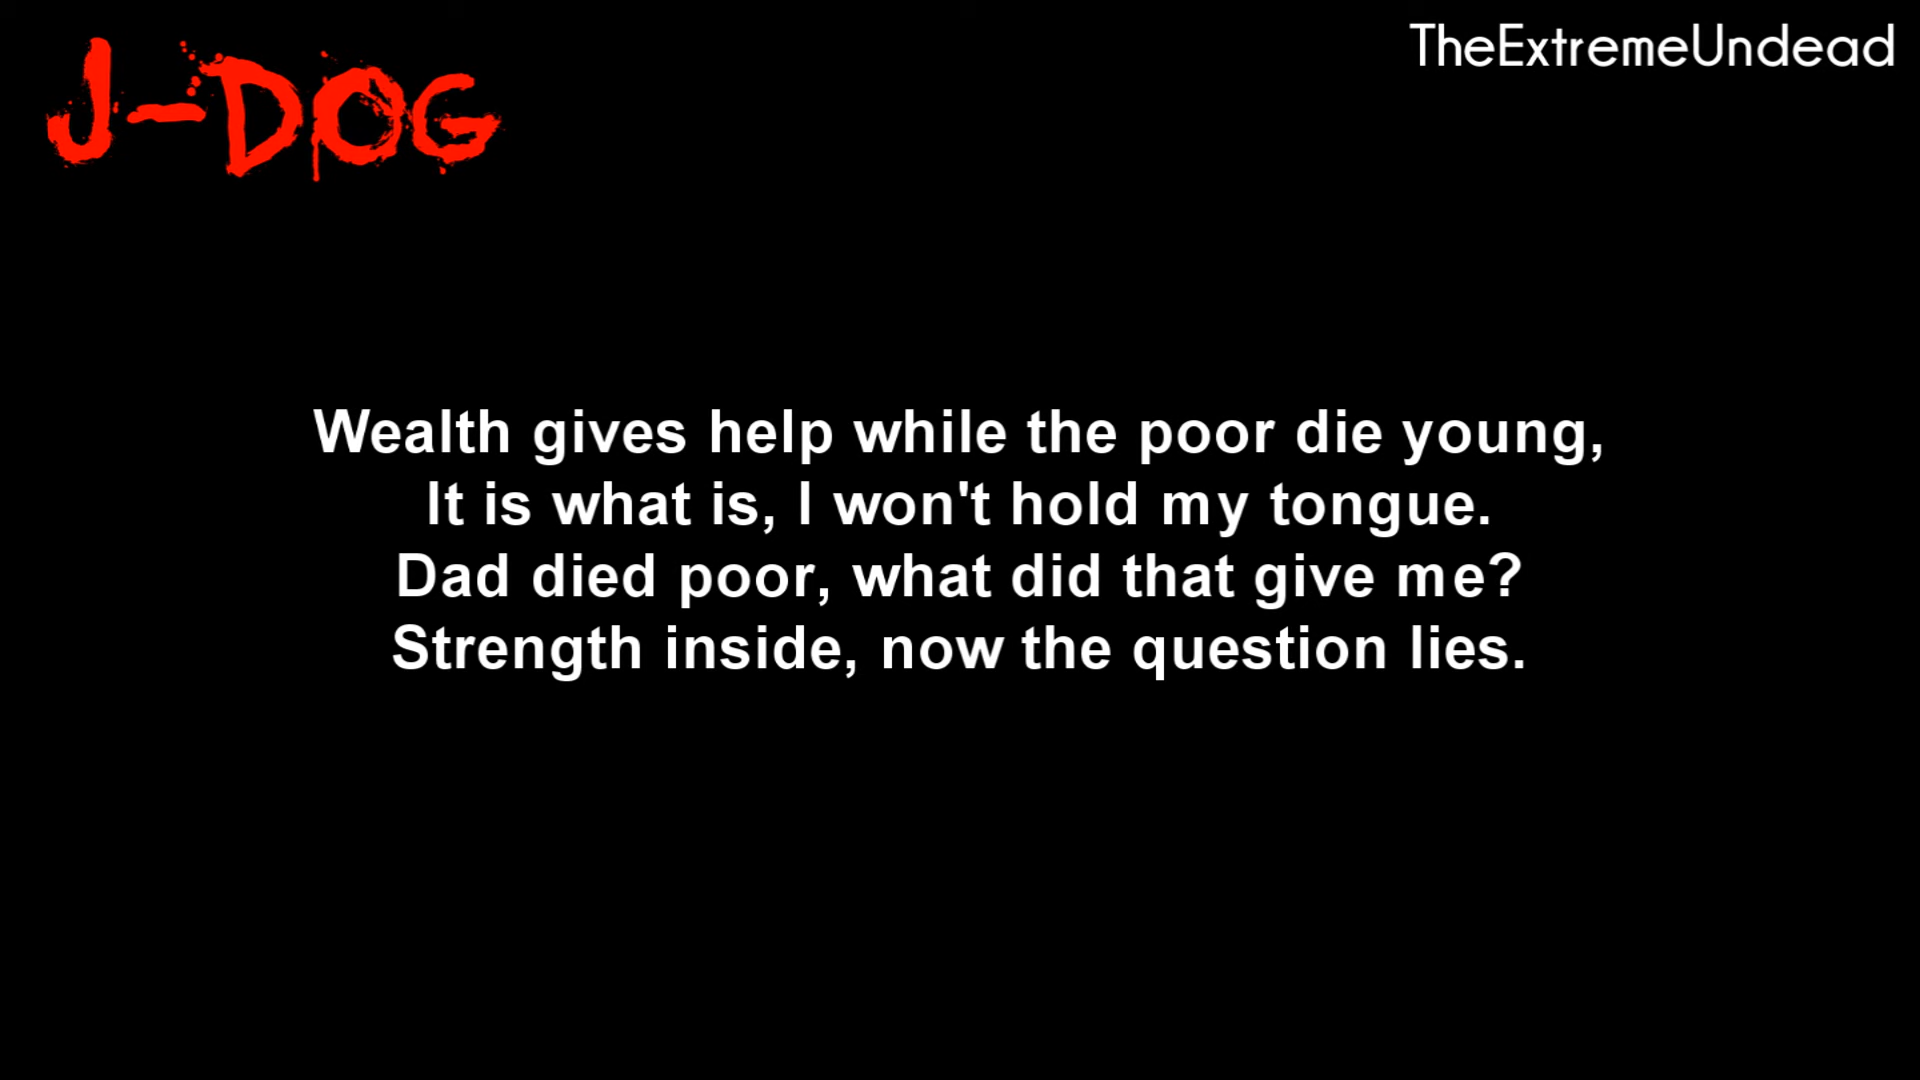 J-DOG
TheExtremeUndead
Wealth gives help while the poor die young,
It is what is, I won't hold my tongue.
Dad died poor, what did that give me?
Strength inside, now the question lies.